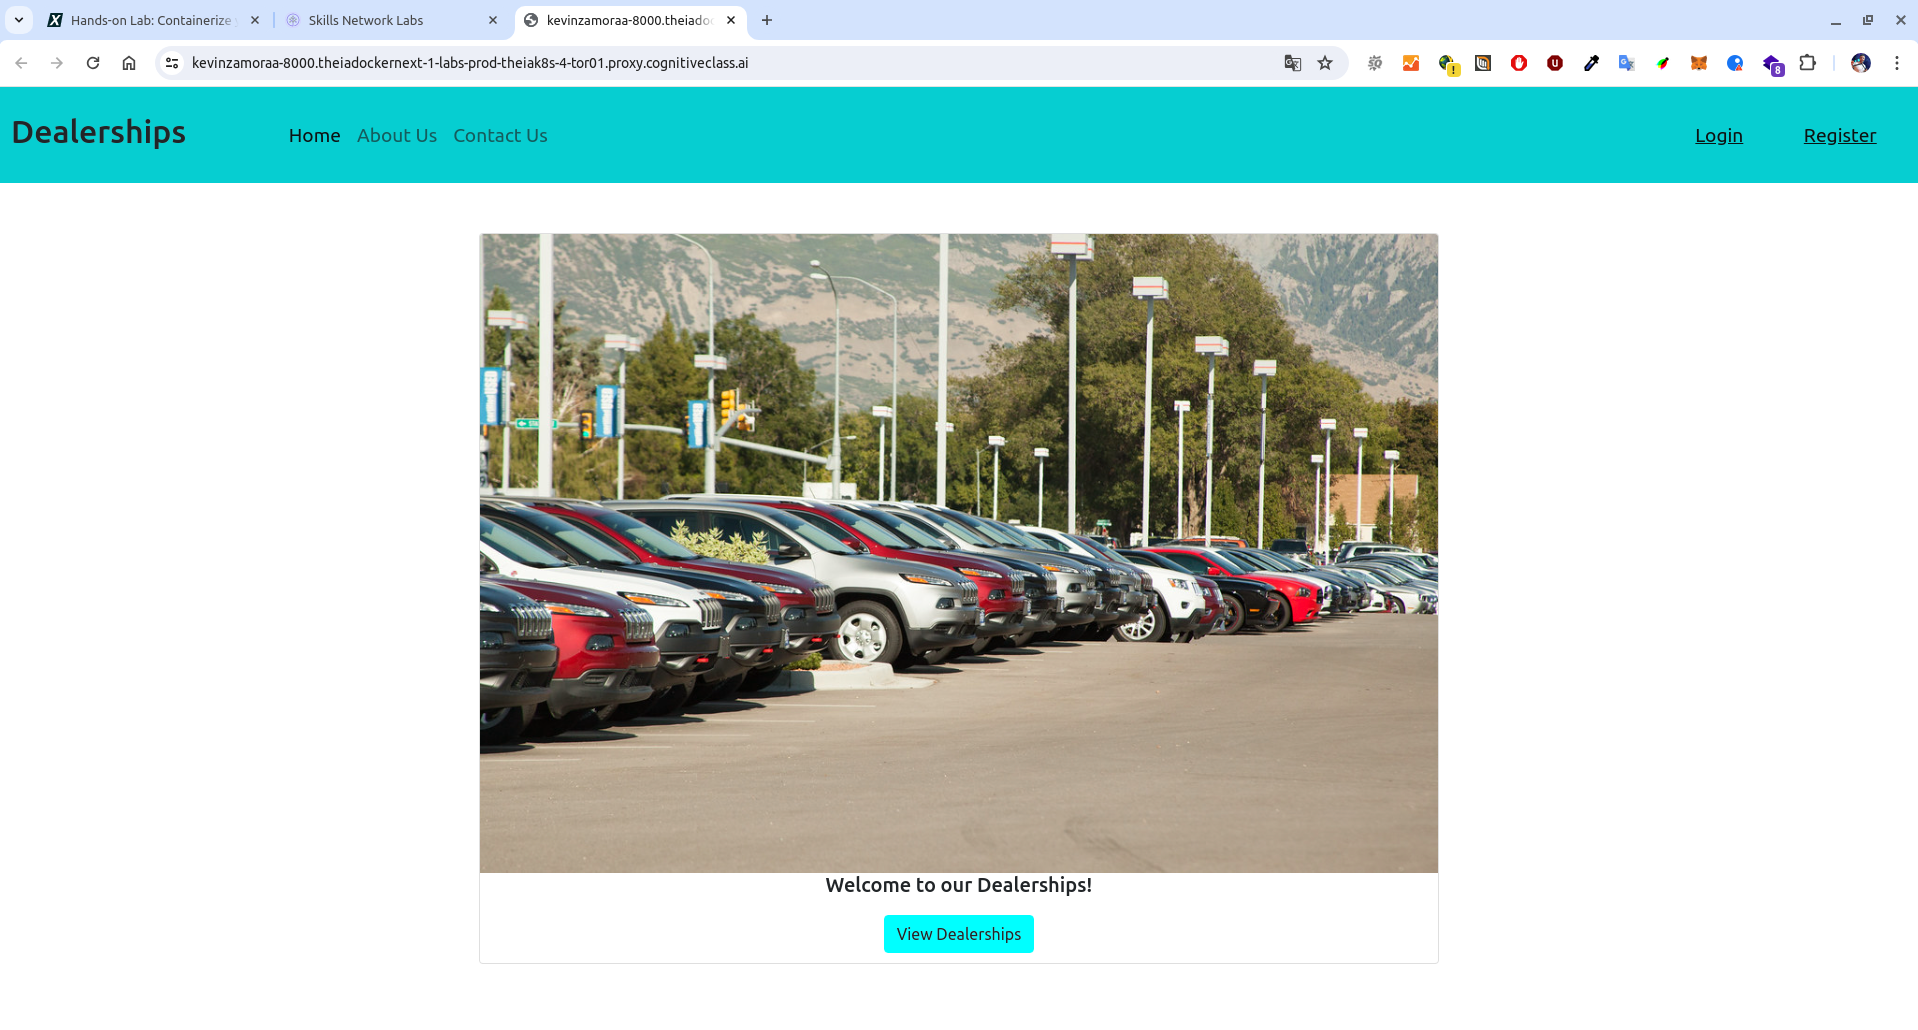 Hands-on Lab: Containerize
Skills Network Labs
kevinzamoraa-8000.theiado
kevinzamoraa-8000.theiadockernext-1-labs-prod-theiak8s-4-tor01.proxy.cognitiveclass.ai
8
Dealerships
Home
About Us
Contact Us
Login
Register
Welcome to our Dealerships!
View Dealerships